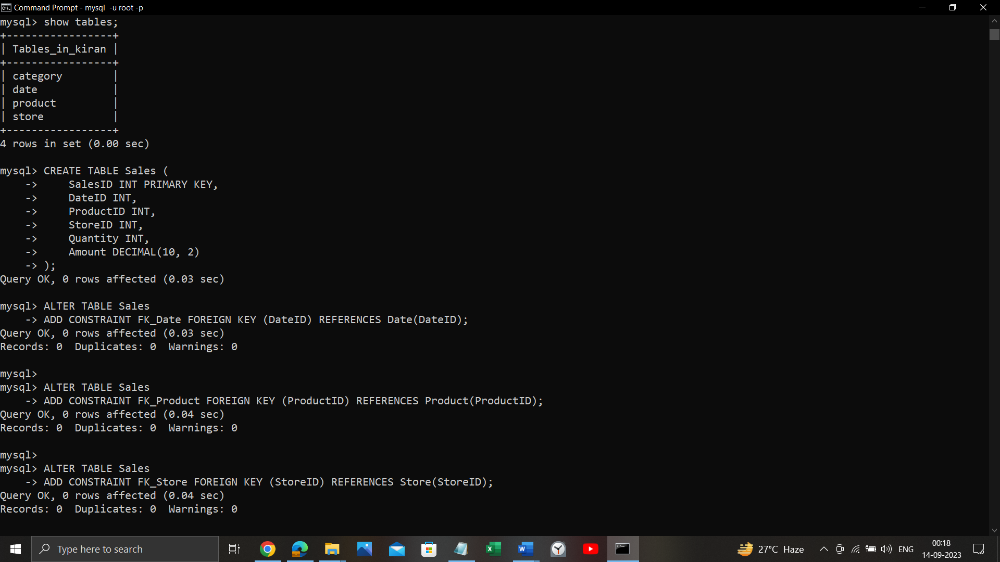 Command Prompt - mysql  -u root -p
mysql> show tables;
+-----------------+
| Tables_in_kiran |
+-----------------+
| category        |
| date            |
| product         |
| store           |
+-----------------+
4 rows in set (0.00 sec)
mysql> CREATE TABLE Sales (
    ->     SalesID INT PRIMARY KEY,
    ->     DateID INT,
    ->     ProductID INT,
    ->     StoreID INT,
    ->     Quantity INT,
    ->     Amount DECIMAL(10, 2)
    -> );
Query OK, 0 rows affected (0.03 sec)
mysql> ALTER TABLE Sales
    -> ADD CONSTRAINT FK_Date FOREIGN KEY (DateID) REFERENCES Date(DateID);
Query OK, 0 rows affected (0.03 sec)
Records: 0  Duplicates: 0  Warnings: 0
mysql>
mysql> ALTER TABLE Sales
    -> ADD CONSTRAINT FK_Product FOREIGN KEY (ProductID) REFERENCES Product(ProductID);
Query OK, 0 rows affected (0.04 sec)
Records: 0  Duplicates: 0  Warnings: 0
mysql>
mysql> ALTER TABLE Sales
    -> ADD CONSTRAINT FK_Store FOREIGN KEY (StoreID) REFERENCES Store(StoreID);
Query OK, 0 rows affected (0.04 sec)
Records: 0  Duplicates: 0  Warnings: 0
Type here to search
27°C Haze
ENG
00:18
14-09-2023